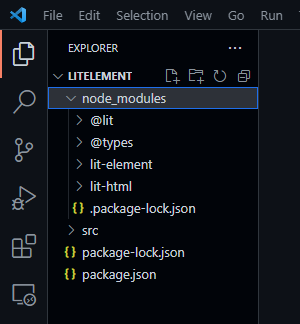 File Edit Selection View Go Run
EXPLORER ···
LITELEMENT
node_modules
@lit
@types
lit-element
lit-html
{} .package-lock.json
src
{} package-lock.json
{} package.json